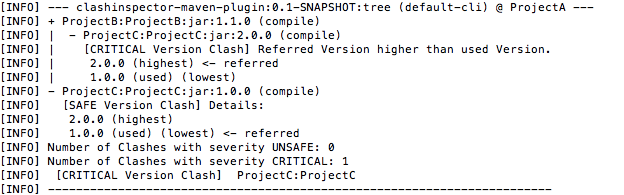 [INFO] --- clashinspector-maven-plugin:0.1-SNAPSHOT:tree (default-cli) @ ProjectA ---
[INFO] + ProjectB:ProjectB:jar:1.1.0 (compile)
[INFO] |  - ProjectC:ProjectC:jar:2.0.0 (compile)
[INFO] |    [CRITICAL Version Clash] Referred Version higher than used Version.
[INFO] |     2.0.0 (highest) <- referred
[INFO] |     1.0.0 (used) (lowest)
[INFO] - ProjectC:ProjectC:jar:1.0.0 (compile)
[INFO]   [SAFE Version Clash] Details:
[INFO]    2.0.0 (highest)
[INFO]    1.0.0 (used) (lowest) <- referred
[INFO] Number of Clashes with severity UNSAFE: 0
[INFO] Number of Clashes with severity CRITICAL: 1
[INFO]  [CRITICAL Version Clash]  ProjectC:ProjectC
[INFO] ------------------------------------------------------------------------